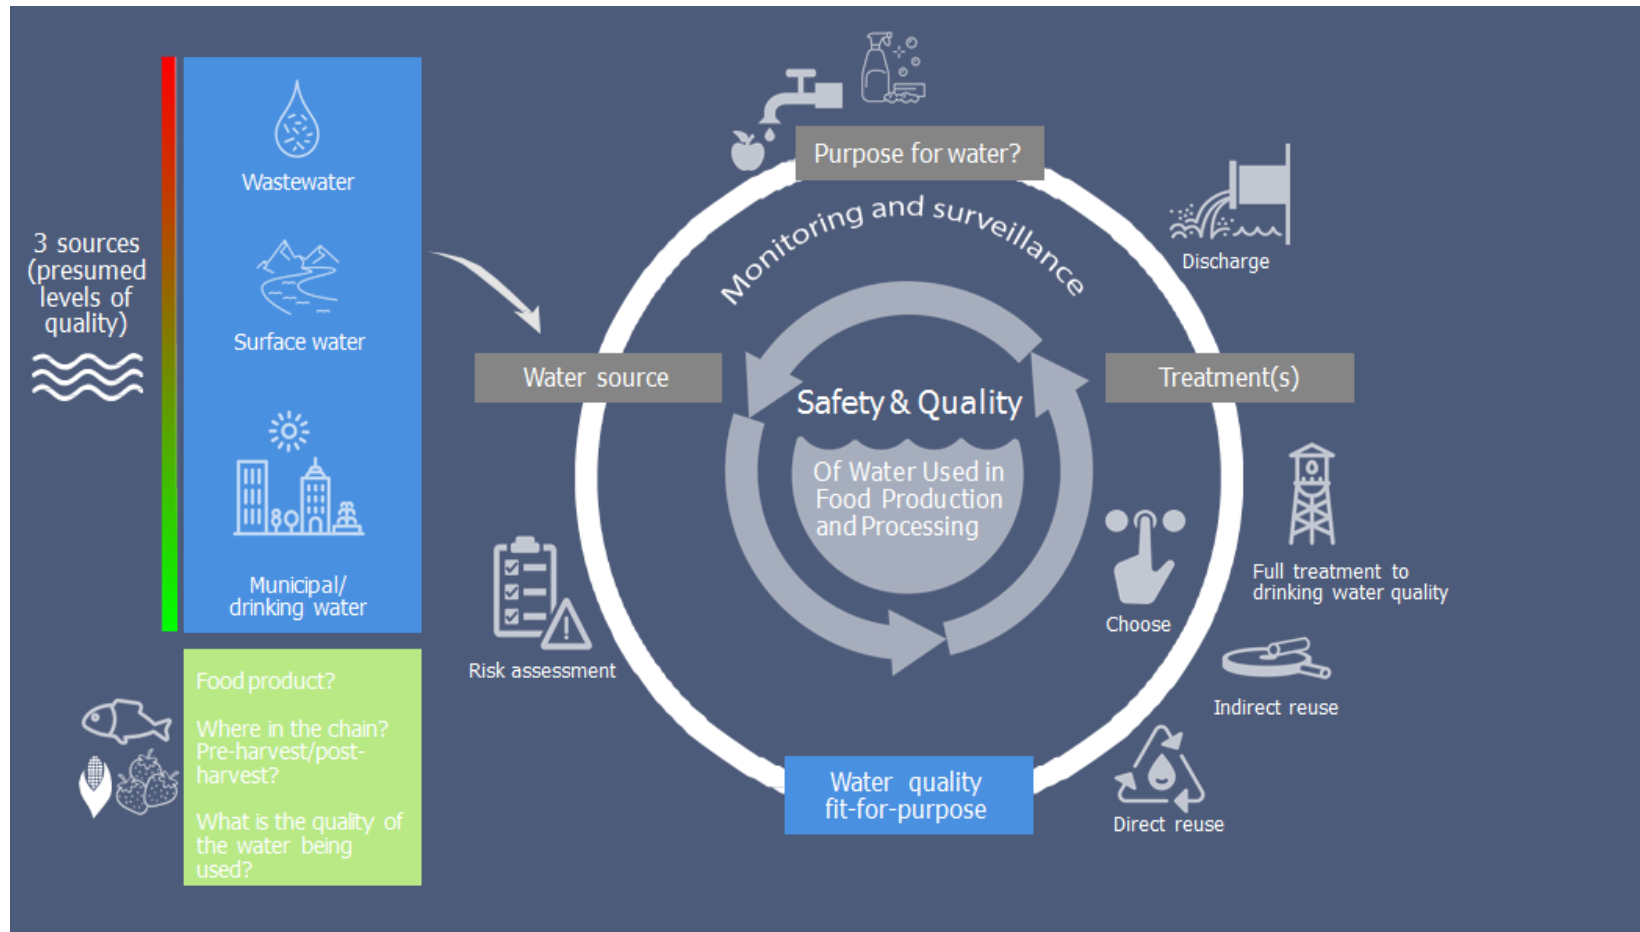 3 sources
(presumed
levels of
quality)
Wastewater
Surface water
Municipal/
drinking water
Food product?
Where in the chain?
Pre-harvest/post-
harvest?
What is the quality of
the water being
used?
Purpose for water?
Monitoring and surveillance
Discharge
Water source
Treatment(s)
Safety & Quality
Of Water Used in
Food Production
and Processing
Risk assessment
Choose
Full treatment to
drinking water quality
Indirect reuse
Direct reuse
Water quality
fit-for-purpose